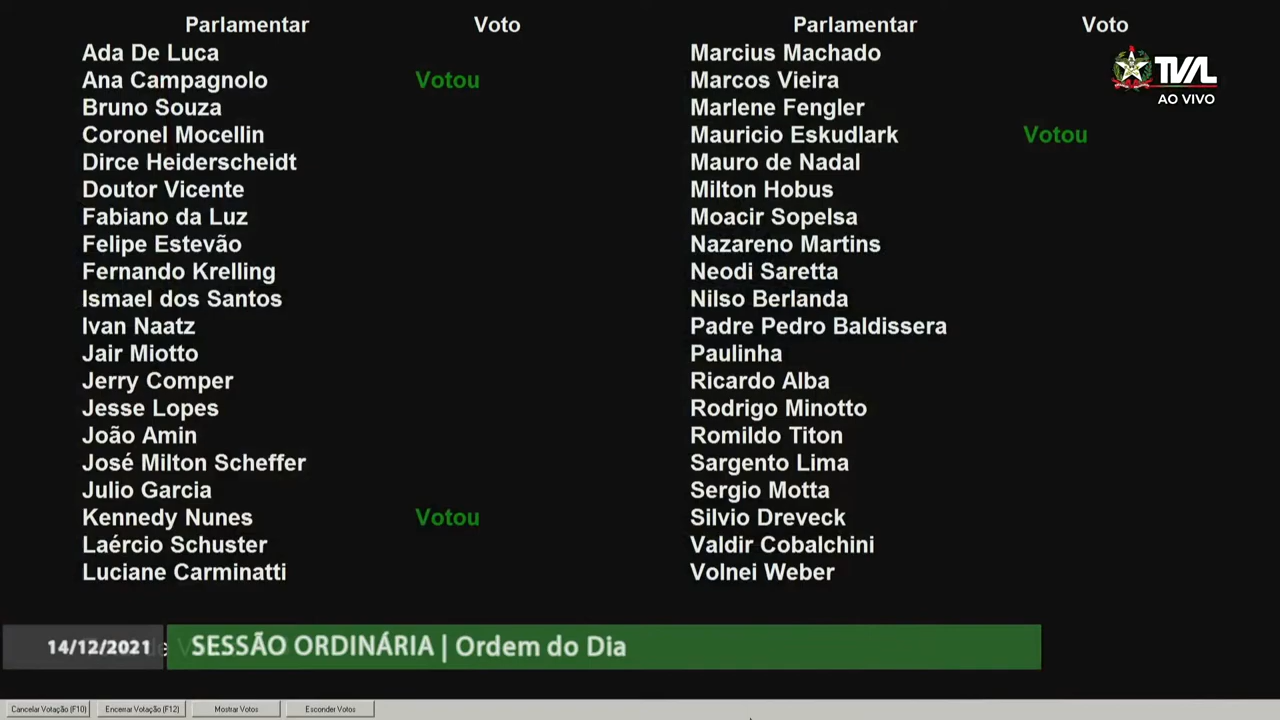 Parlamentar Voto
Ada De Luca
Ana Campagnolo Votou
Bruno Souza
Coronel Mocellin
Dirce Heiderscheidt
Doutor Vicente
Fabiano da Luz
Felipe Estevão
Fernando Krelling
Ismael dos Santos
Ivan Naatz
Jair Miotto
Jerry Comper
Jesse Lopes
João Amin
José Milton Scheffer
Julio Garcia
Kennedy Nunes Votou
Laércio Schuster
Luciane Carminatti
Parlamentar Voto
Marcius Machado
Marcos Vieira
Marlene Fengler
Mauricio Eskudlark Votou
Mauro de Nadal
Milton Hobus
Moacir Sopelsa
Nazareno Martins
Neodi Saretta
Nilso Berlanda
Padre Pedro Baldissera
Paulinha
Ricardo Alba
Rodrigo Minotto
Romildo Titon
Sargento Lima
Sergio Motta
Silvio Dreveck
Valdir Cobalchini
Volnei Weber
TVAL
AO VIVO
14/12/2021 SESSÃO ORDINÁRIA | Ordem do Dia
Cancelar Votação (F10) Encerrar Votação (F12) Mostrar Votos Esconder Votos